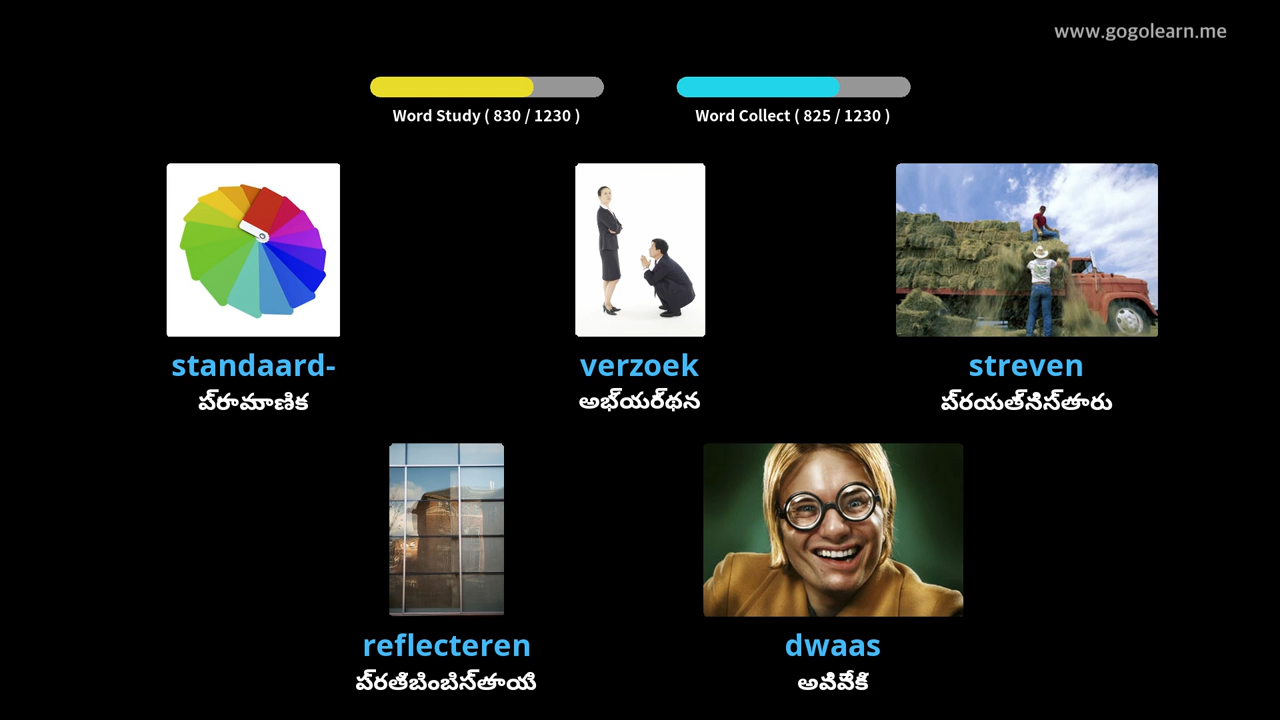 www.gogolearn.me
Word Study ( 830 / 1230 )
Word Collect ( 825 / 1230 )
standaard-
ప్రామాణిక
verzoek
అభ్యర్థన
streven
ప్రయత్నిస్తారు
reflecteren
ప్రతిబింబిస్తాయి
dwaas
అవివేకి